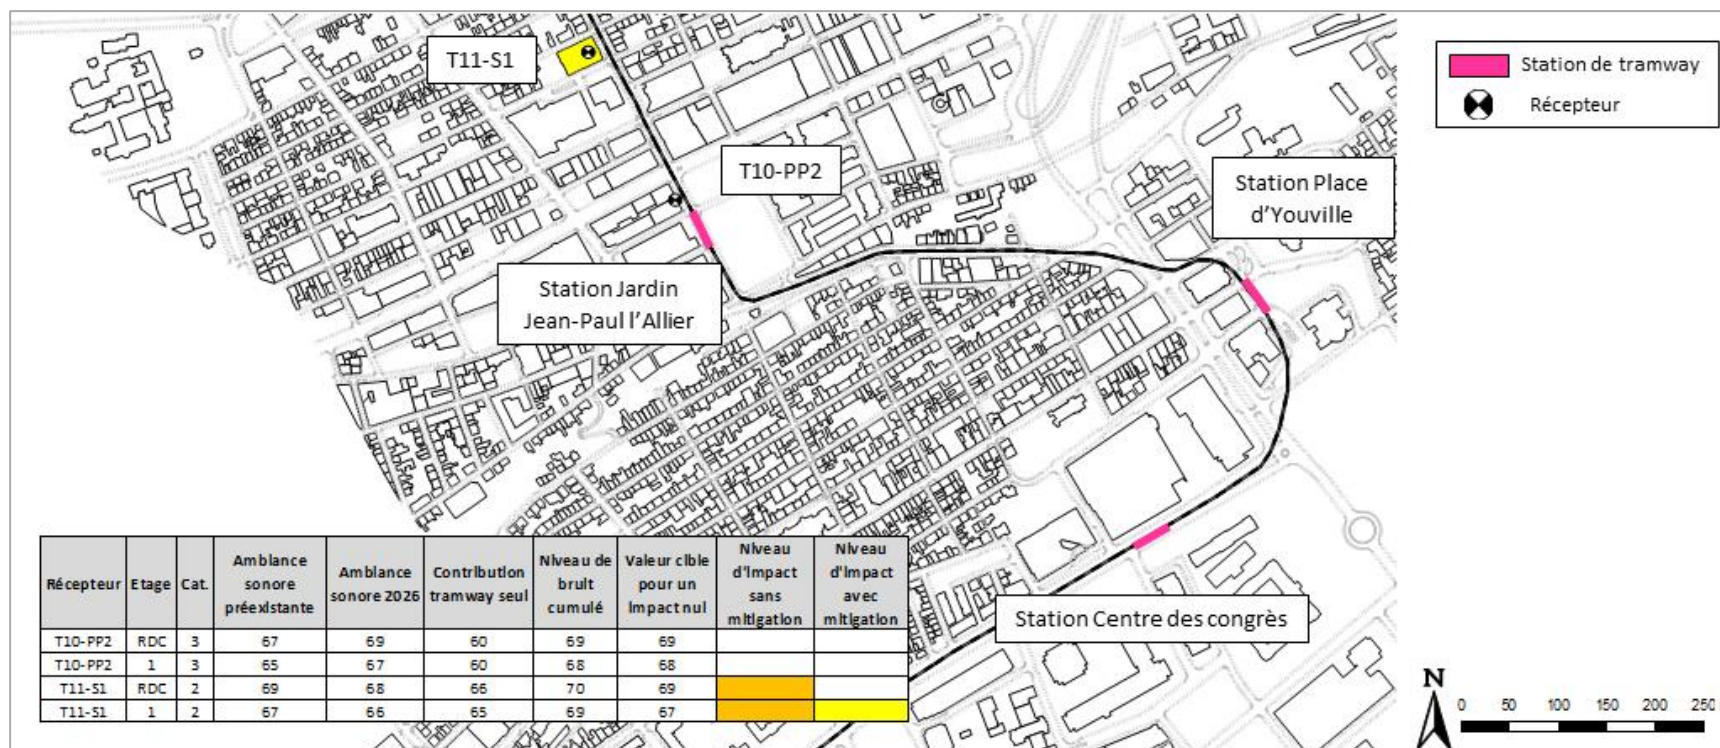 T11-S1
Station de tramway
Récepteur
T10-PP2
Station Place
d'Youville
Station Jardin
Jean-Paul l'Allier
Station Centre des congrès
Récepteur Etage Cat. Ambiance sonore préexistante Ambiance sonore 2026 Contribution tramway seul Niveau de bruit cumulé Valeur cible pour un impact nul Niveau d'impact sans mitigation Niveau d'impact avec mitigation
T10-PP2 RDC 3 67 69 60 69 69
T10-PP2 1 3 65 67 60 68 68
T11-S1 RDC 2 69 68 66 70 69
T11-S1 1 2 67 66 65 69 67
N
0 50 100 150 200 250